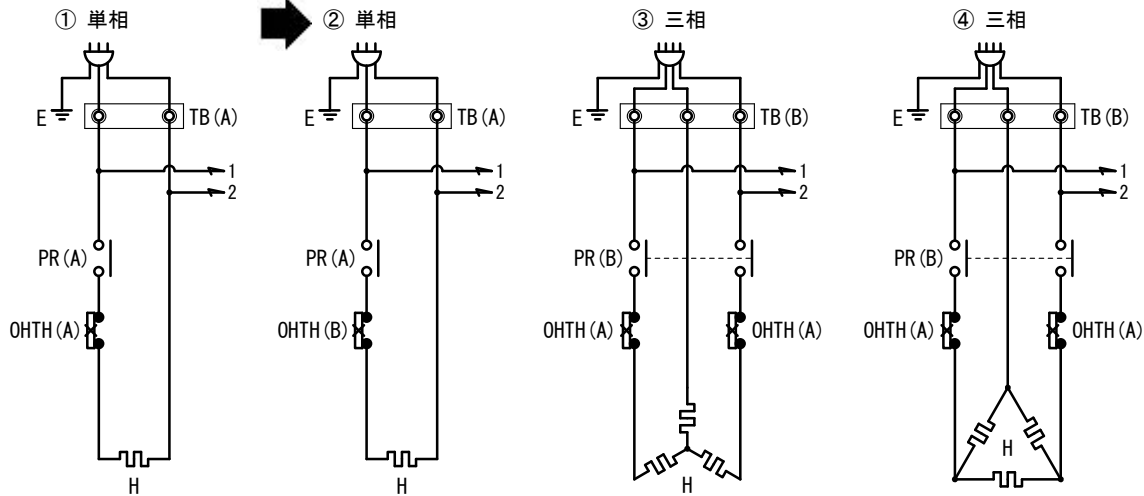 ① 単相
② 単相
③ 三相
④ 三相
E
TB(A)
E
TB(A)
E
TB(B)
E
TB(B)
1
2
1
2
1
2
1
2
PR(A)
PR(A)
PR(B)
PR(B)
OHTH(A)
OHTH(B)
OHTH(A)
OHTH(A)
OHTH(A)
OHTH(A)
H
H
H
H